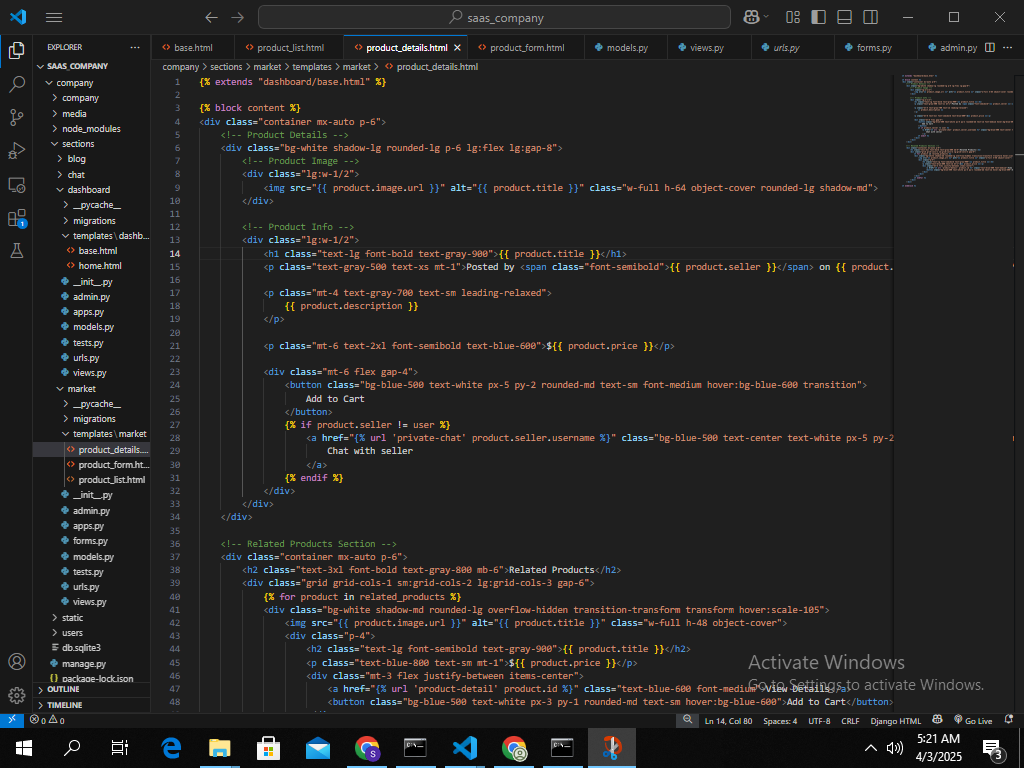 saas_company
EXPLORER
SAAS_COMPANY
company
company
media
node_modules
sections
blog
chat
dashboard
__pycache__
migrations
templates\dashb...
base.html
home.html
__init__.py
admin.py
apps.py
models.py
tests.py
urls.py
views.py
market
__pycache__
migrations
templates\market
product_details....
product_form.ht...
product_list.html
__init__.py
admin.py
apps.py
forms.py
models.py
tests.py
urls.py
views.py
static
users
db.sqlite3
manage.py
package-lock.json
OUTLINE
TIMELINE
base.html product_list.html product_details.html product_form.html models.py views.py urls.py forms.py admin.py
company > sections > market > templates > market > product_details.html
1 {% extends "dashboard/base.html" %}
2
3 {% block content %}
4 <div class="container mx-auto p-6">
5 <!-- Product Details -->
6 <div class="bg-white shadow-lg rounded-lg p-6 lg:flex lg:gap-8">
7 <!-- Product Image -->
8 <div class="lg:w-1/2">
9 <img src="{{ product.image.url }}" alt="{{ product.title }}" class="w-full h-64 object-cover rounded-lg shadow-md">
10 </div>
11
12 <!-- Product Info -->
13 <div class="lg:w-1/2">
14 <h1 class="text-lg font-bold text-gray-900">{{ product.title }}</h1>
15 <p class="text-gray-500 text-xs mt-1">Posted by <span class="font-semibold">{{ product.seller }}</span> on {{ product.
16
17 <p class="mt-4 text-gray-700 text-sm leading-relaxed">
18 {{ product.description }}
19 </p>
20
21 <p class="mt-6 text-2xl font-semibold text-blue-600">${{ product.price }}</p>
22
23 <div class="mt-6 flex gap-4">
24 <button class="bg-blue-500 text-white px-5 py-2 rounded-md text-sm font-medium hover:bg-blue-600 transition">
25 Add to Cart
26 </button>
27 {% if product.seller != user %}
28 <a href="{% url 'private-chat' product.seller.username %}" class="bg-blue-500 text-center text-white px-5 py-2
29 Chat with seller
30 </a>
31 {% endif %}
32 </div>
33 </div>
34 </div>
35
36 <!-- Related Products Section -->
37 <div class="container mx-auto p-6">
38 <h2 class="text-3xl font-bold text-gray-800 mb-6">Related Products</h2>
39 <div class="grid grid-cols-1 sm:grid-cols-2 lg:grid-cols-3 gap-6">
40 {% for product in related_products %}
41 <div class="bg-white shadow-md rounded-lg overflow-hidden transition-transform transform hover:scale-105">
42 <img src="{{ product.image.url }}" alt="{{ product.title }}" class="w-full h-48 object-cover">
43 <div class="p-4">
44 <h2 class="text-lg font-semibold text-gray-900">{{ product.title }}</h2>
45 <p class="text-blue-800 text-sm mt-1">${{ product.price }}</p>
46 <div class="mt-3 flex justify-between items-center">
47 <a href="{% url 'product-detail' product.id %}" class="text-blue-600 font-medium">View Details</a>
48 <button class="bg-blue-500 text-white px-3 py-1 rounded-md text-sm hover:bg-blue-600">Add to Cart</button>
Activate Windows
Go to Settings to activate Windows.
1
0 0 Ln 14, Col 80 Spaces: 4 UTF-8 CRLF Django HTML Go Live
5:21 AM
4/3/2025
3